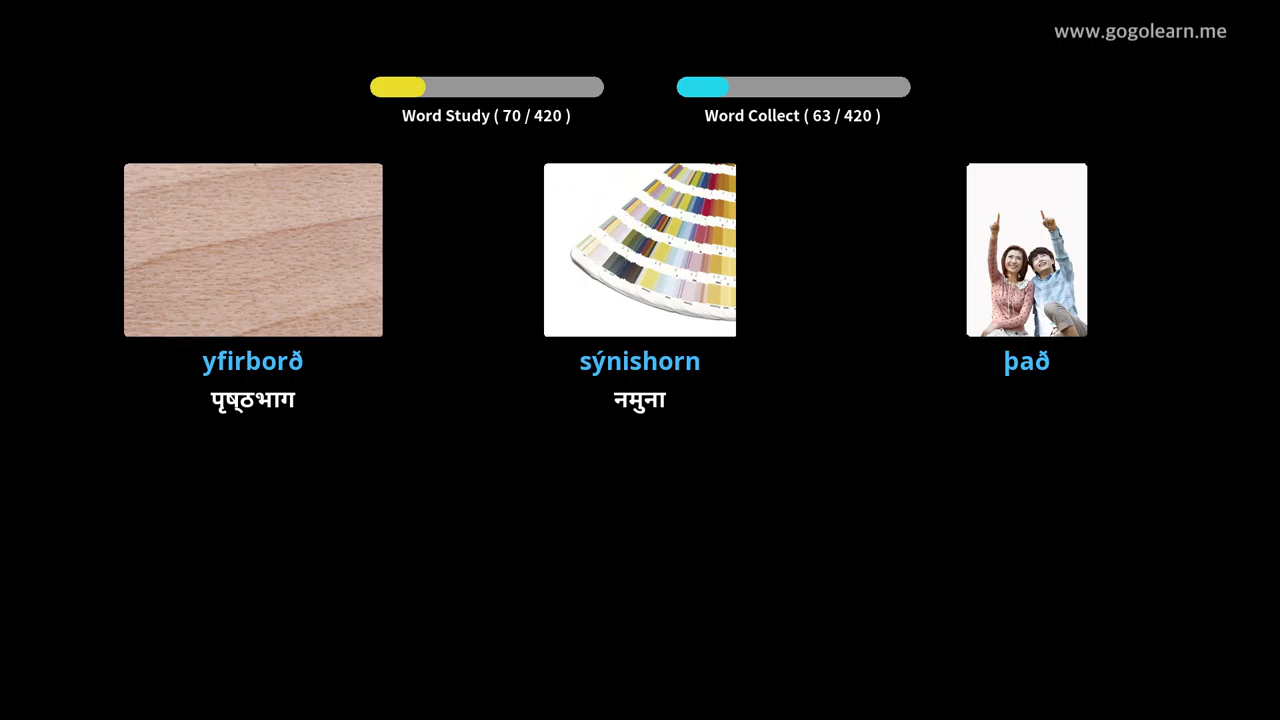 www.gogolearn.me
Word Study ( 70 / 420 )
Word Collect ( 63 / 420 )
yfirborð
पृष्ठभाग
sýnishorn
नमुना
það